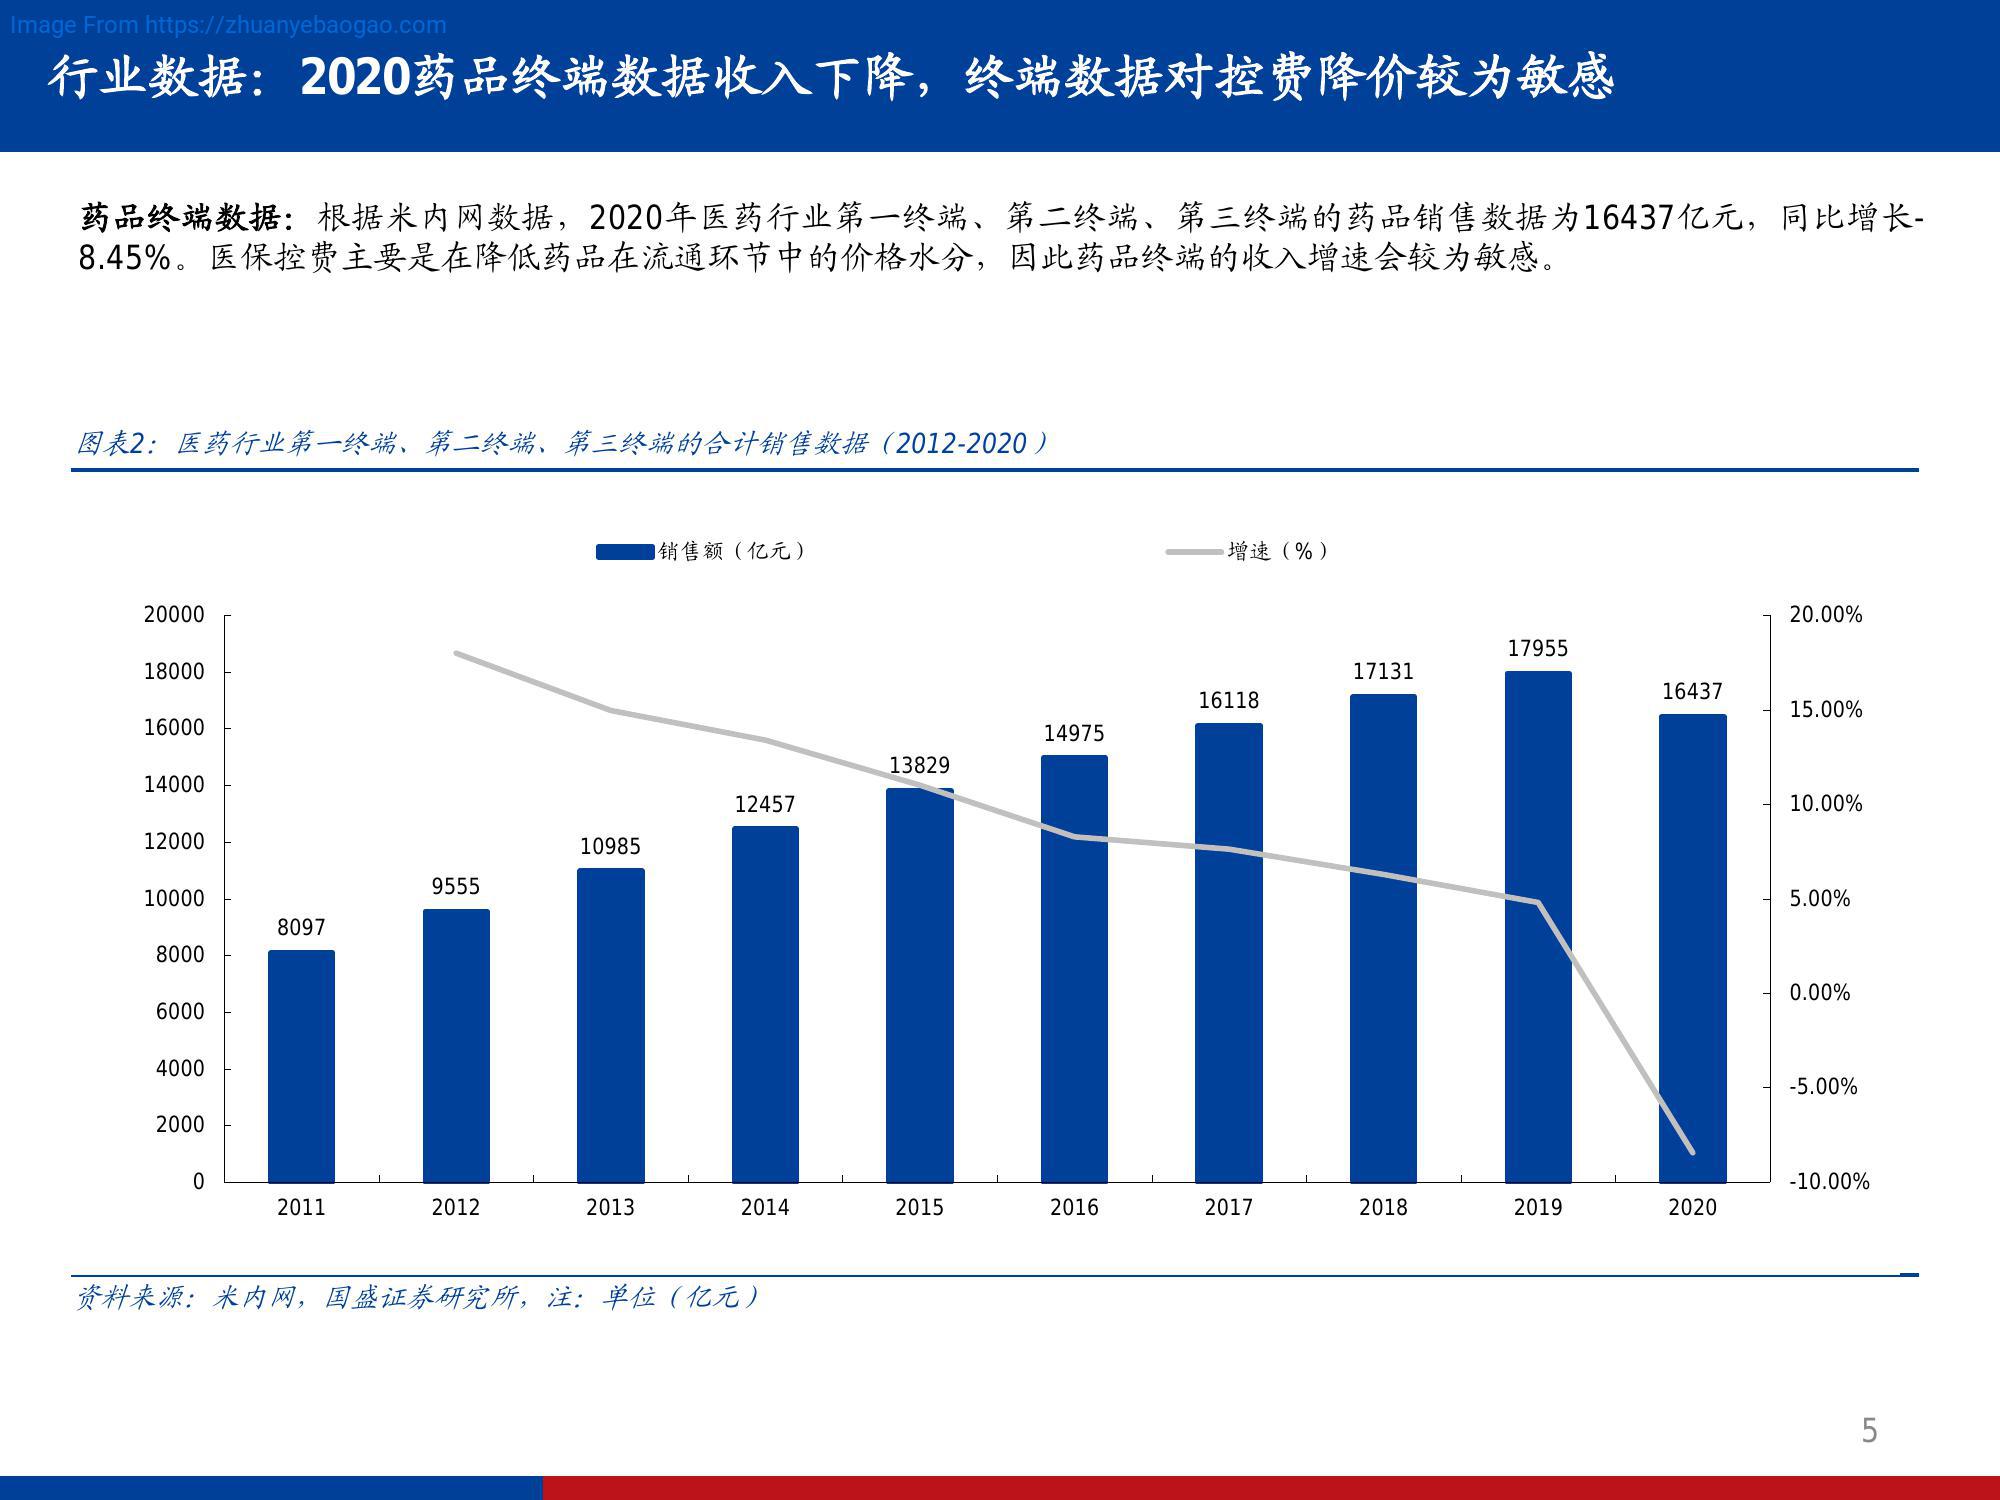 Image From https://zhuanyebaogao.com
行业数据：2020药品终端数据收入下降，终端数据对控费降价较为敏感
药品终端数据：根据米内网数据，2020年医药行业第一终端、第二终端、第三终端的药品销售数据为16437亿元，同比增长-
8.45%。医保控费主要是在降低药品在流通环节中的价格水分，因此药品终端的收入增速会较为敏感。
图表2：医药行业第一终端、第二终端、第三终端的合计销售数据（2012-2020）
销售额（亿元） 增速（%）
20000 20.00%
17955
18000 17131
16437
16118 15.00%
16000 14975
13829
14000
12457 10.00%
12000
10985
10000 9555 5.00%
8097
8000
0.00%
6000
4000 -5.00%
2000
0 -10.00%
2011 2012 2013 2014 2015 2016 2017 2018 2019 2020
资料来源：米内网，国盛证券研究所，注：单位（亿元）
5